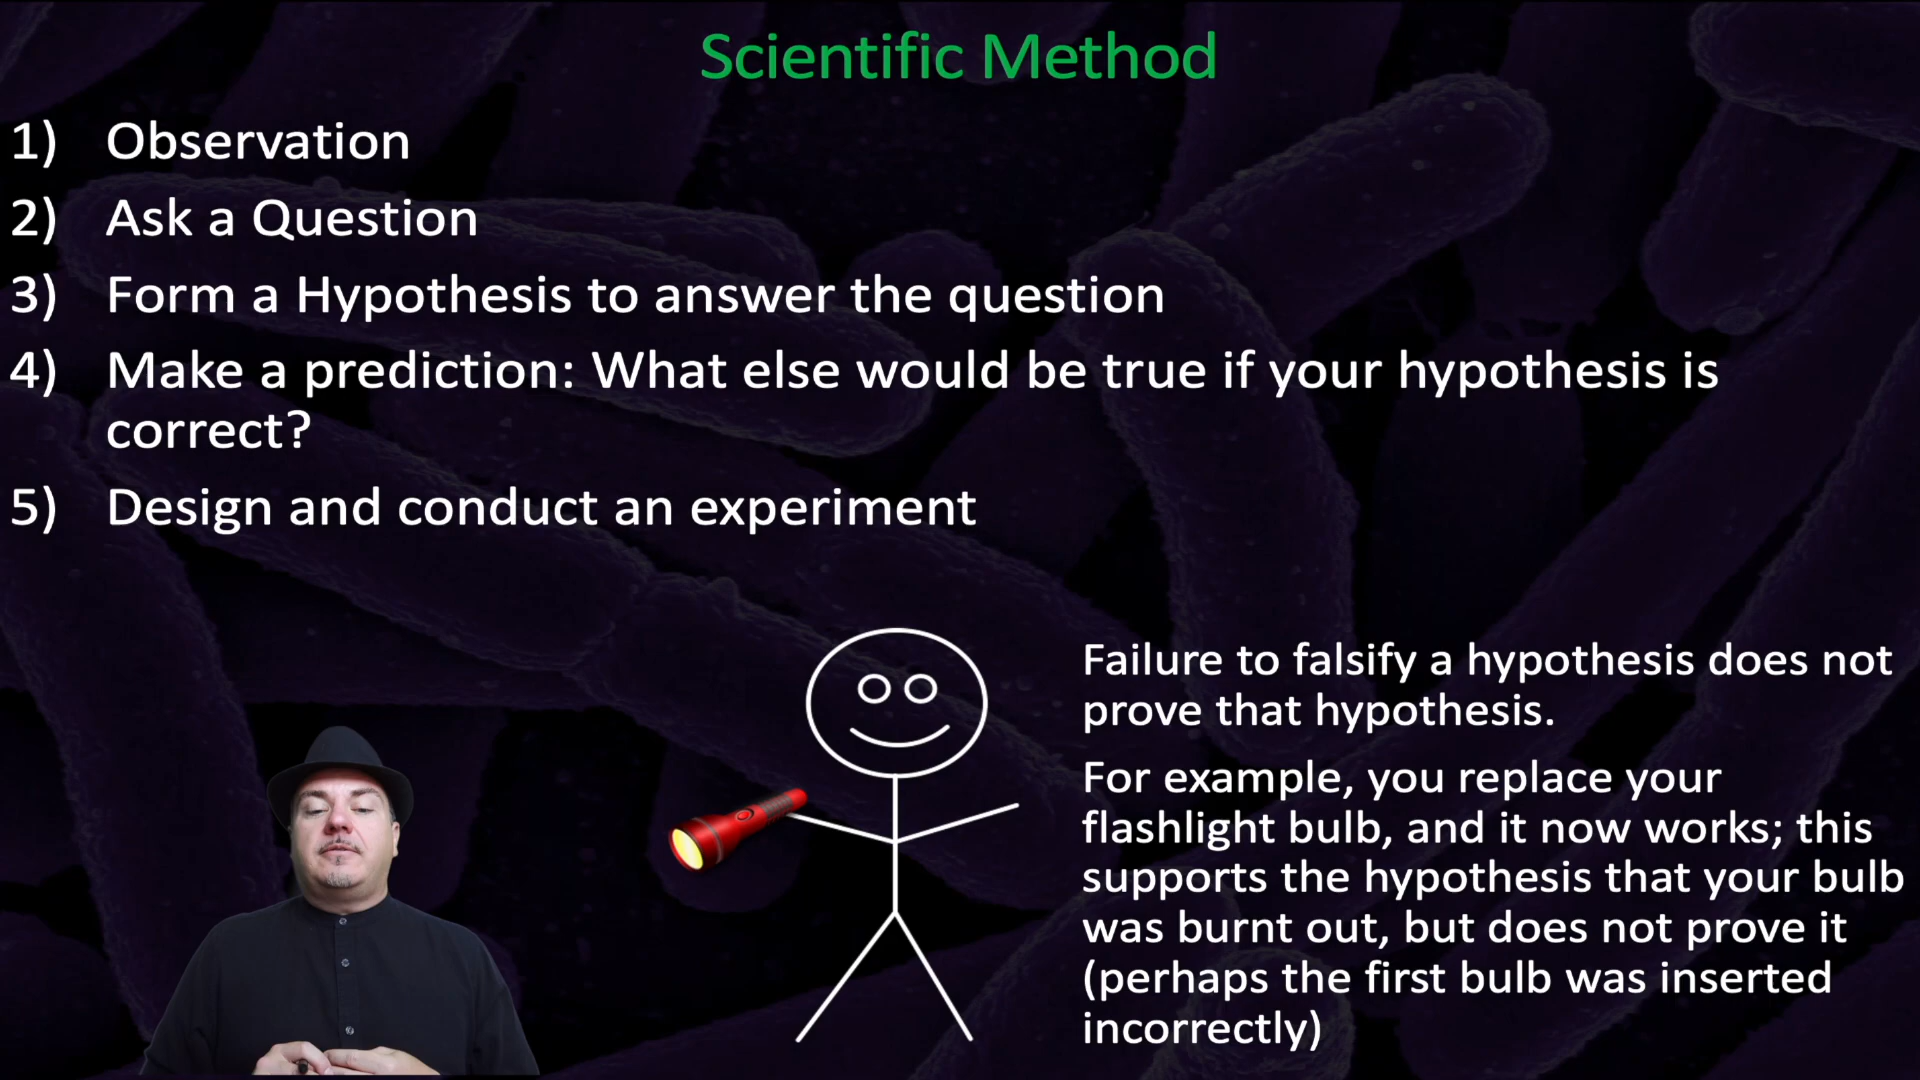 Scientific Method
1) Observation
2) Ask a Question
3) Form a Hypothesis to answer the question
4) Make a prediction: What else would be true if your hypothesis is
correct?
5) Design and conduct an experiment
Failure to falsify a hypothesis does not
prove that hypothesis.
For example, you replace your
flashlight bulb, and it now works; this
supports the hypothesis that your bulb
was burnt out, but does not prove it
(perhaps the first bulb was inserted
incorrectly)